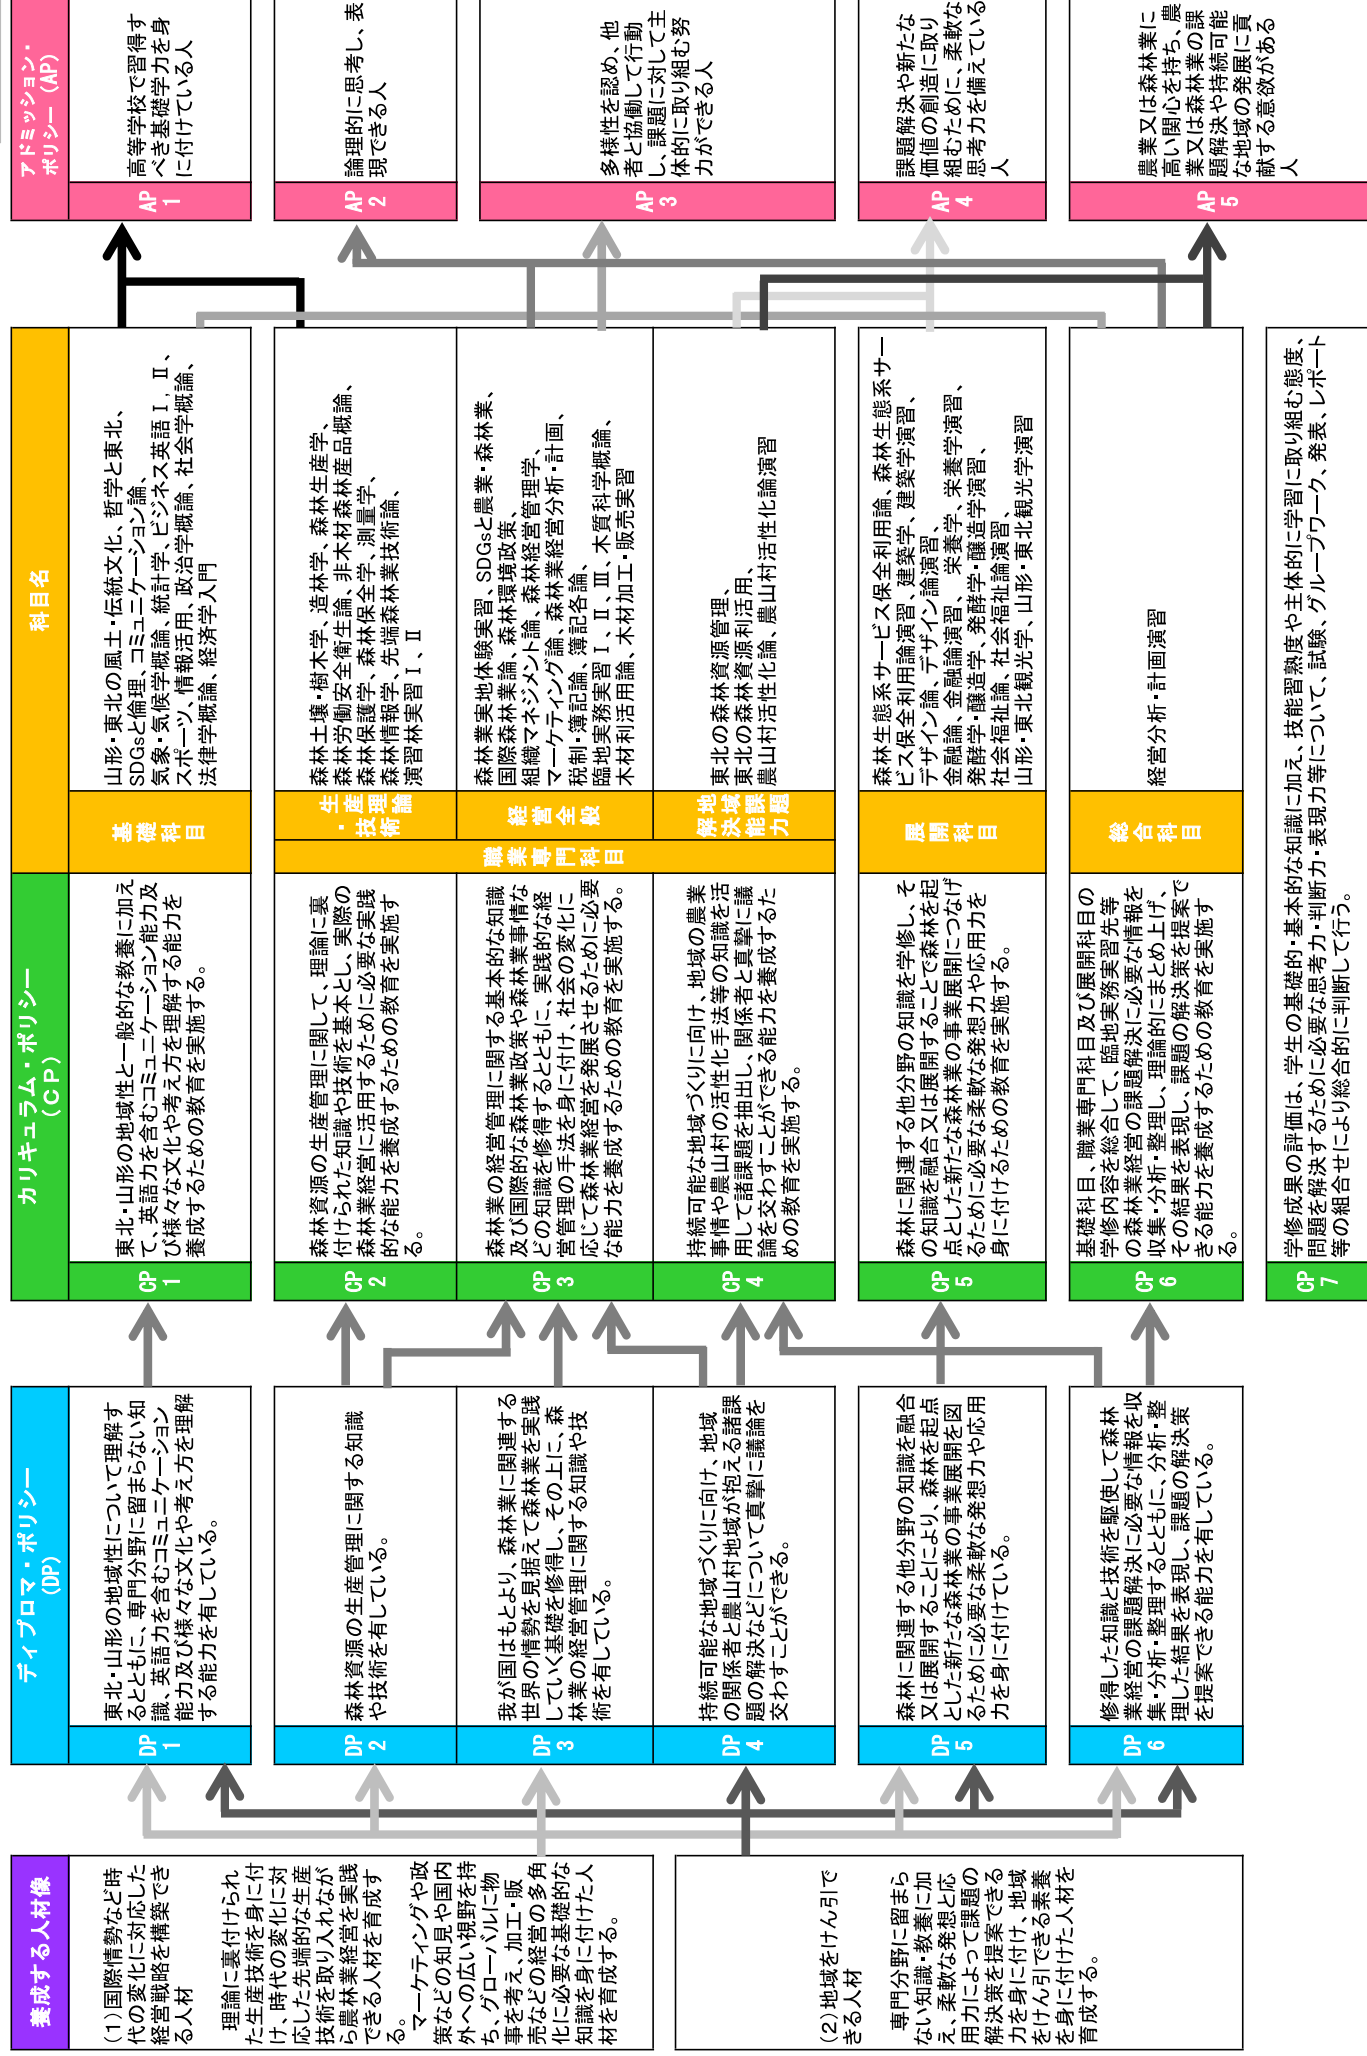 養成する人材像
(1)国際情勢など時
代の変化に対応した
経営戦略を構築でき
る人材
理論に裏付けられ
た生産技術を身に付
け、時代の変化に対
応した先端的な生産
技術を取り入れなが
ら農林業経営を実践
できる人材を育成す
る。
マーケティングや政
策などの知見や国内
外への広い視野を持
ち、グローバルに物
事を考え、加工・販
売などの経営の多角
化に必要な基礎的な
知識を身に付けた人
材を育成する。
(2)地域をけん引で
きる人材
専門分野に留まら
ない知識・教養に加
え、柔軟な発想と応
用力によって課題の
解決策を提案できる
力を身に付け、地域
をけん引できる素養
を身に付けた人材を
育成する。
ディプロマ・ポリシー
(DP)
DP
1
東北・山形の地域性について理解す
るとともに、専門分野に留まらない知
識、英語力を含むコミュニケーション
能力及び様々な文化や考え方を理解
する能力を有している。
DP
2
森林資源の生産管理に関する知識
や技術を有している。
DP
3
我が国はもとより、森林業に関連する
世界の情勢を見据えて森林業を実践
していく基礎を修得し、その上に、森
林業の経営管理に関する知識や技
術を有している。
DP
4
持続可能な地域づくりに向け、地域
の関係者と農山村地域が抱える諸課
題の解決などについて真摯に議論を
交わすことができる。
DP
5
森林に関連する他分野の知識を融合
又は展開することにより、森林を起点
とした新たな森林業の事業展開を図
るために必要な柔軟な発想力や応用
力を身に付けている。
DP
6
修得した知識と技術を駆使して森林
業経営の課題解決に必要な情報を収
集・分析・整理するとともに、分析・整
理した結果を表現し、課題の解決策
を提案できる能力を有している。
カリキュラム・ポリシー
(CP)
CP
1
東北・山形の地域性と一般的な教養に加え
て、英語力を含むコミュニケーション能力及
び様々な文化や考え方を理解する能力を
養成するための教育を実施する。
CP
2
森林資源の生産管理に関して、理論に裏
付けられた知識や技術を基本とし、実際の
森林業経営に活用するために必要な実践
的な能力を養成するための教育を実施す
る。
CP
3
森林業の経営管理に関する基本的な知識
及び国際的な森林業政策や森林業事情な
どの知識を修得するとともに、実践的な経
営管理の手法を身に付け、社会の変化に
応じて森林業経営を発展させるために必要
な能力を養成するための教育を実施する。
CP
4
持続可能な地域づくりに向け、地域の農業
事情や農山村の活性化手法等の知識を活
用して諸課題を抽出し、関係者と真摯に議
論を交わすことができる能力を養成するた
めの教育を実施する。
CP
5
森林に関連する他分野の知識を学修し、そ
の知識を融合又は展開することで森林を起
点とした新たな森林業の事業展開につなげ
るために必要な柔軟な発想力や応用力を
身に付けるための教育を実施する。
CP
6
基礎科目、職業専門科目及び展開科目の
学修内容を総合して、臨地実務実習先等
の森林業経営の課題解決に必要な情報を
収集・分析・整理し、理論的にまとめ上げ、
その結果を表現し、課題の解決策を提案で
きる能力を養成するための教育を実施す
る。
CP
7
学修成果の評価は、学生の基礎的・基本的な知識に加え、技能習熟度や主体的に学習に取り組む態度、
問題を解決するために必要な思考力・判断力・表現力等について、試験、グループワーク、発表、レポート
等の組合せにより総合的に判断して行う。
科目名
基礎
科目
山形・東北の風土・伝統文化、哲学と東北、
SDGsと倫理、コミュニケーション論、
気象・気候学概論、統計学、ビジネス英語Ⅰ,Ⅱ、
スポーツ、情報活用、政治学概論、社会学概論、
法律学概論、経済学入門
職業専門科目
生産理論
・技術
森林土壌・樹木学、造林学、森林生産学、
森林労働安全衛生論、非木材森林産品概論、
森林保護学、森林保全学、測量学、
森林情報学、先端森林業技術論、
演習林実習Ⅰ、Ⅱ
経営
全般
森林業実地体験実習、SDGsと農業・森林業、
国際森林業論、森林環境政策、
組織マネジメント論、森林経営管理学、
マーケティング論、森林業経営分析・計画、
税制・簿記論、簿記各論、
臨地実務実習Ⅰ、Ⅱ、Ⅲ、木質科学概論、
木材利活用論、木材加工・販売実習
地域課題
解決能力
東北の森林資源管理、
東北の森林資源利活用、
農山村活性化論、農山村活性化論演習
展開
科目
森林生態系サービス保全利用論、森林生態系サー
ビス保全利用論演習、建築学、建築学演習、
デザイン論、デザイン論演習、
金融論、金融論演習、栄養学、栄養学演習、
発酵学・醸造学、発酵学・醸造学演習、
社会福祉論、社会福祉論演習、
山形・東北観光学、山形・東北観光学演習
総合
科目
経営分析・計画演習
アドミッション・
ポリシー(AP)
AP
1
高等学校で習得す
べき基礎学力を身
に付けている人
AP
2
論理的に思考し、表
現できる人
AP
3
多様性を認め、他
者と協働して行動
し、課題に対して主
体的に取り組む努
力ができる人
AP
4
課題解決や新たな
価値の創造に取り
組むために、柔軟な
思考力を備えている
人
AP
5
農業又は森林業に
高い関心を持ち、農
業又は森林業の課
題解決や持続可能
な地域の発展に貢
献する意欲がある
人